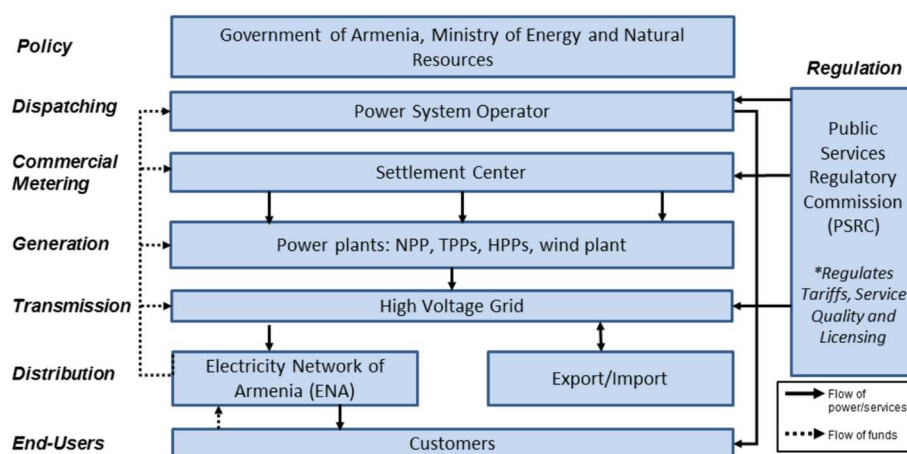 Policy
Government of Armenia, Ministry of Energy and Natural
Resources
Regulation
Dispatching
Power System Operator
Public
Services
Regulatory
Commission
(PSRC)
*Regulates
Tariffs, Service
Quality and
Licensing
Commercial
Metering
Settlement Center
Generation
Power plants: NPP, TPPs, HPPs, wind plant
Transmission
High Voltage Grid
Distribution
Electricity Network of
Armenia (ENA)
Export/Import
End-Users
Customers
Flow of
power/services
Flow of funds